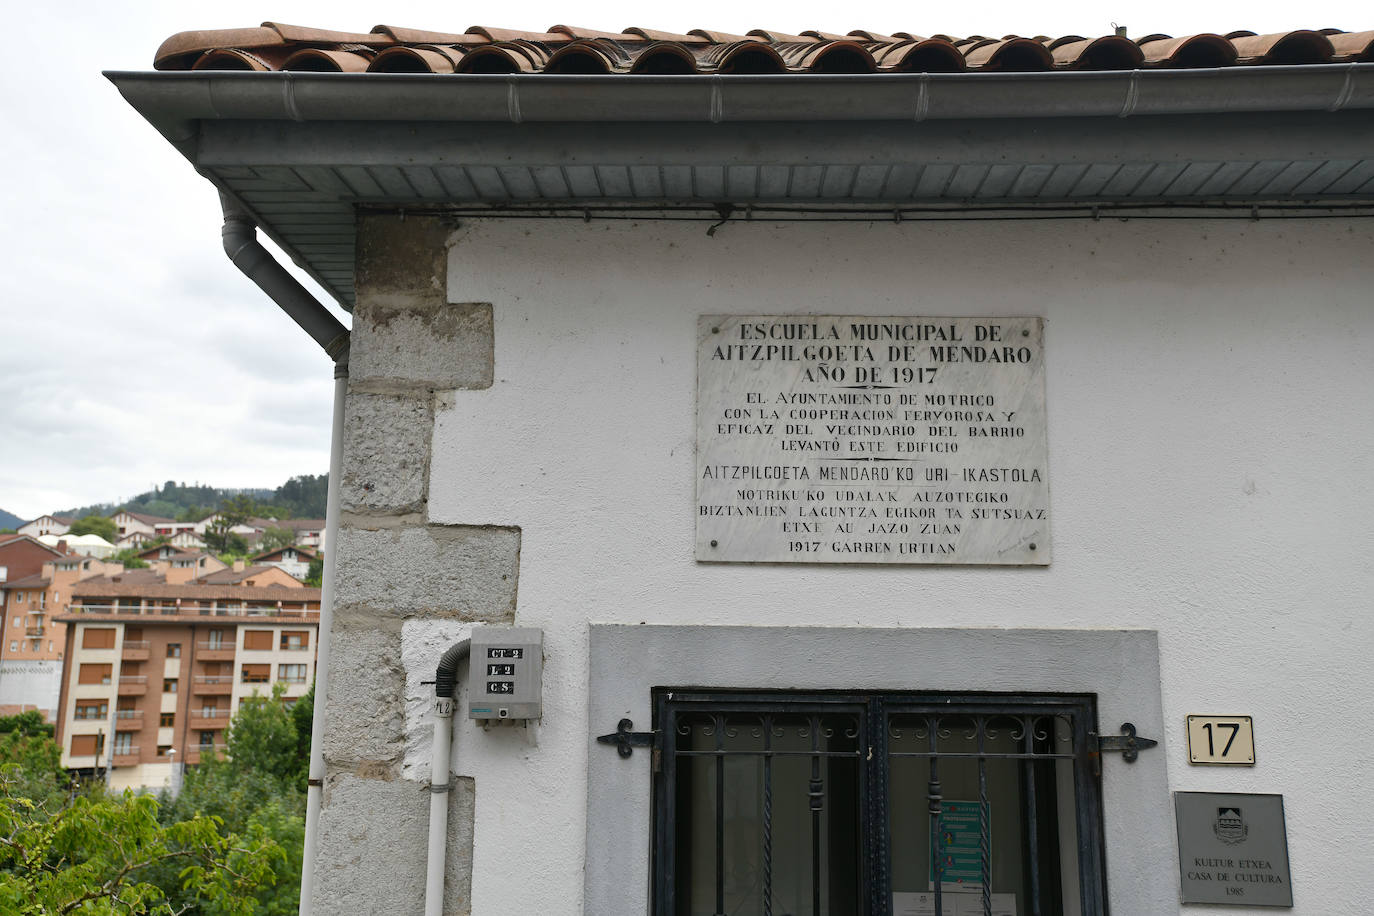 ESCUELA MUNICIPAL DE
AITZPILGOETA DE MENDARO
AÑO DE 1917
EL AYUNTAMIENTO DE MOTRICO
CON LA COOPERACION FERVOROSA Y
EFICAZ DEL VECINDARIO DEL BARRIO
LEVANTÓ ESTE EDIFICIO
AITZPILGOETA MENDARO'KO URI-IKASTOLA
MOTRIKU'KO UDALA'K AUZOTEGIKO
BIZTANLIEN LAGUNTZA EGIKOR TA SUTSUAZ
ETXE AU JAZO ZUAN
1917 GARREN URTIAN
CT 2
L 2
C S
L2
17
KULTUR ETXEA
CASA DE CULTURA
1985